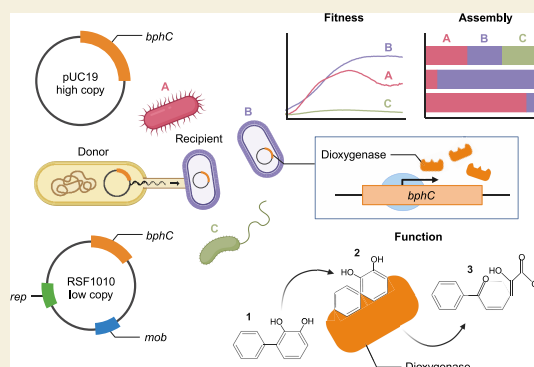 bphC
pUC19
high copy
A
Donor
Recipient
B
bphC
RSF1010
low copy
rep
mob
C
Fitness
B
A
C
Assembly
A B C
Dioxygenase
bphC
Function
1
HO OH
2
HO OH
3
O HO O
Dioxygenase